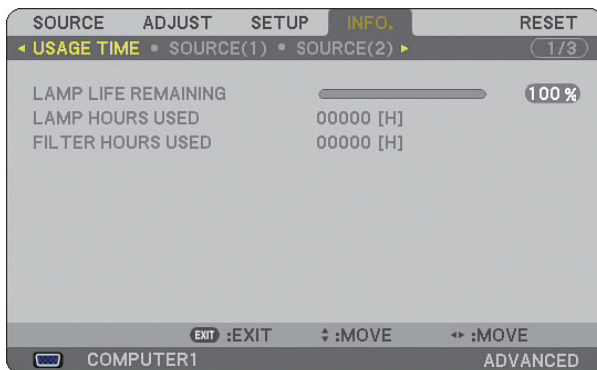 SOURCE ADJUST SETUP INFO. RESET
USAGE TIME • SOURCE(1) • SOURCE(2) 1/3
LAMP LIFE REMAINING 100 %
LAMP HOURS USED 00000 [H]
FILTER HOURS USED 00000 [H]
EXIT :EXIT :MOVE :MOVE
COMPUTER1 ADVANCED